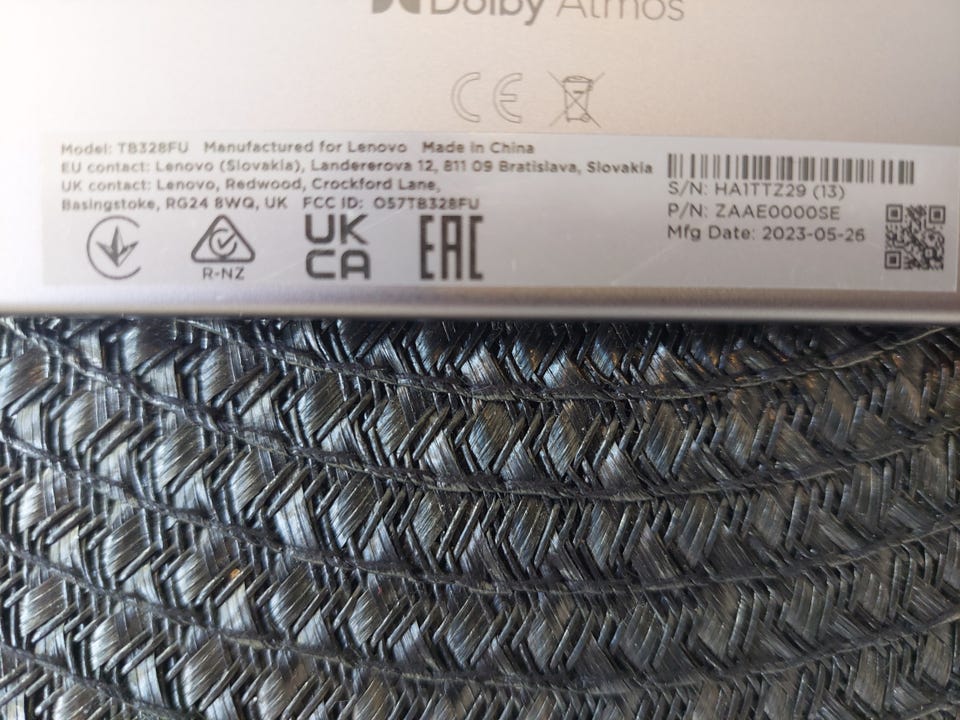 Dolby Atmos
CE
Model: TB328FU Manufactured for Lenovo Made in China
EU contact: Lenovo (Slovakia), Landererova 12, 811 09 Bratislava, Slovakia
UK contact: Lenovo, Redwood, Crockford Lane,
Basingstoke, RG24 8WQ, UK FCC ID: O57TB328FU
R-NZ
UK
CA
EAC
S/N: HA1TTZ29 (13)
P/N: ZAAE0000SE
Mfg Date: 2023-05-26